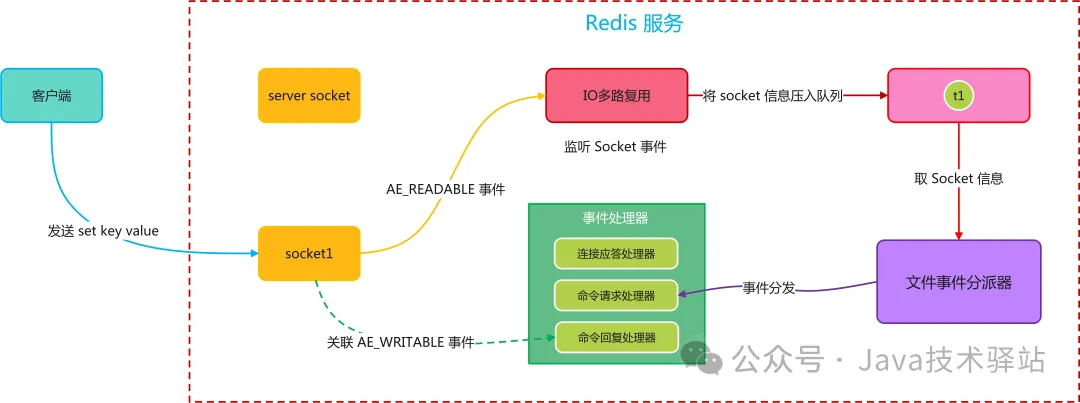 Redis 服务
客户端
server socket
IO多路复用
将 socket 信息压入队列
t1
监听 Socket 事件
AE_READABLE 事件
取 Socket 信息
发送 set key value
socket1
事件处理器
连接应答处理器
命令请求处理器
命令回复处理器
事件分发
文件事件分派器
关联 AE_WRITABLE 事件
公众号 · Java技术驿站